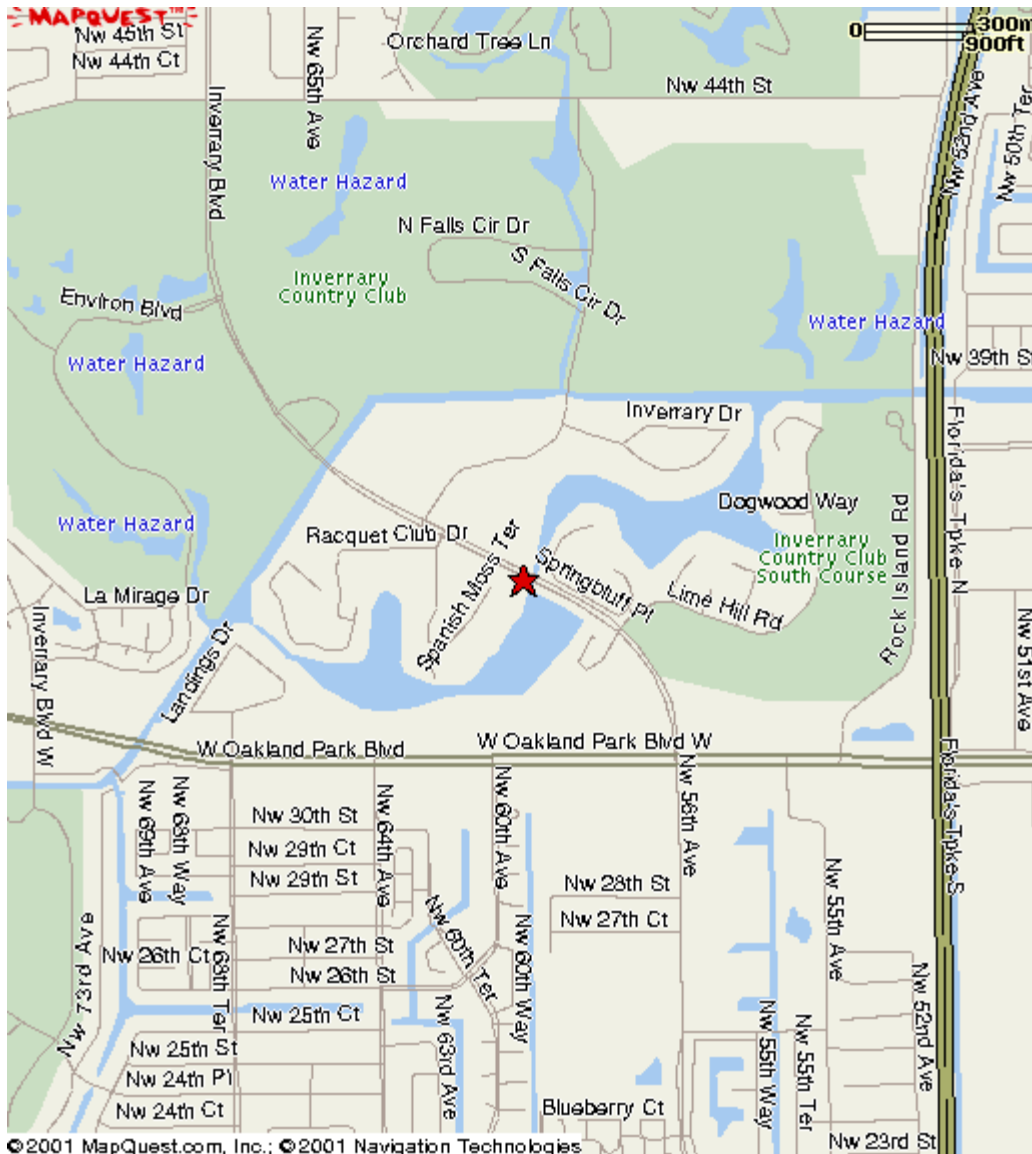 MAPQUEST™
0
300m
900ft
Nw 45th St
Nw 44th Ct
Nw 65th Ave
Orchard Tree Ln
Nw 44th St
Nw 52nd Ave
Nw 50th Ter
Inverrary Blvd
Water Hazard
N Falls Cir Dr
S Falls Cir Dr
Inverrary
Country Club
Environ Blvd
Water Hazard
Water Hazard
Nw 39th St
Inverrary Dr
Florida's Tpke N
Rock Island Rd
Dogwood Way
Water Hazard
Racquet Club Dr
Spanish Moss Ter
Springbluff Pl
Inverrary
Country Club
South Course
Lime Hill Rd
La Mirage Dr
Landings Dr
Inverrary Blvd W
Nw 51st Ave
W Oakland Park Blvd
W Oakland Park Blvd W
Florida's Tpke S
Nw 69th Ave
Nw 68th Way
Nw 30th St
Nw 29th Ct
Nw 29th St
Nw 64th Ave
Nw 60th Ave
Nw 56th Ave
Nw 28th St
Nw 27th Ct
Nw 55th Ave
Nw 73rd Ave
Nw 26th Ct
Nw 68th Ter
Nw 27th St
Nw 26th St
Nw 60th Ter
Nw 60th Way
Nw 25th Ct
Nw 25th St
Nw 24th Pl
Nw 24th Ct
Nw 63rd Ave
Nw 55th Way
Nw 55th Ter
Nw 52nd Ave
Blueberry Ct
Nw 23rd St
©2001 MapQuest.com, Inc.; ©2001 Navigation Technologies